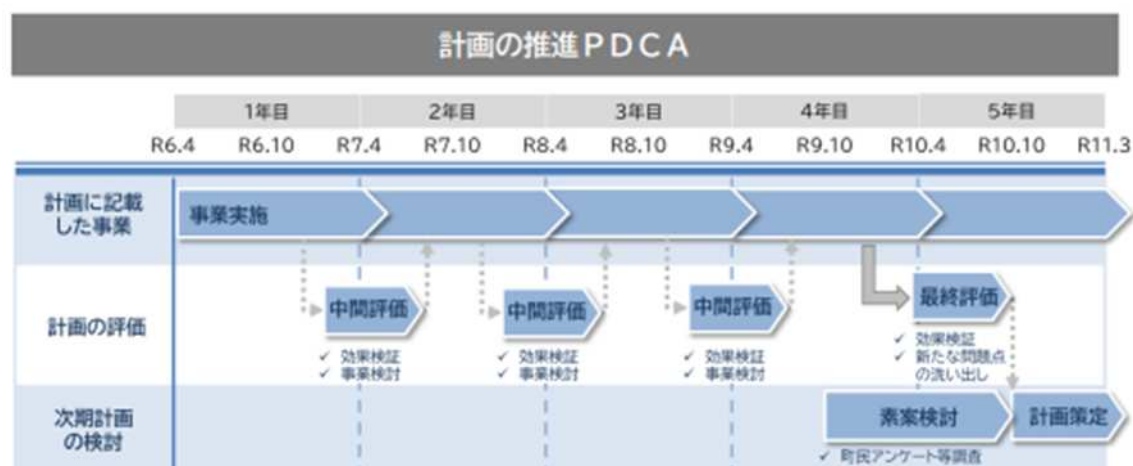 計画の推進PDCA
1年目 2年目 3年目 4年目 5年目
R6.4 R6.10 R7.4 R7.10 R8.4 R8.10 R9.4 R9.10 R10.4 R10.10 R11.3
計画に記載
した事業
事業実施
計画の評価
中間評価
✓ 効果検証
✓ 事業検討
中間評価
✓ 効果検証
✓ 事業検討
中間評価
✓ 効果検証
✓ 事業検討
最終評価
✓ 効果検証
✓ 新たな問題点
の洗い出し
次期計画
の検討
素案検討
✓ 町民アンケート等調査
計画策定